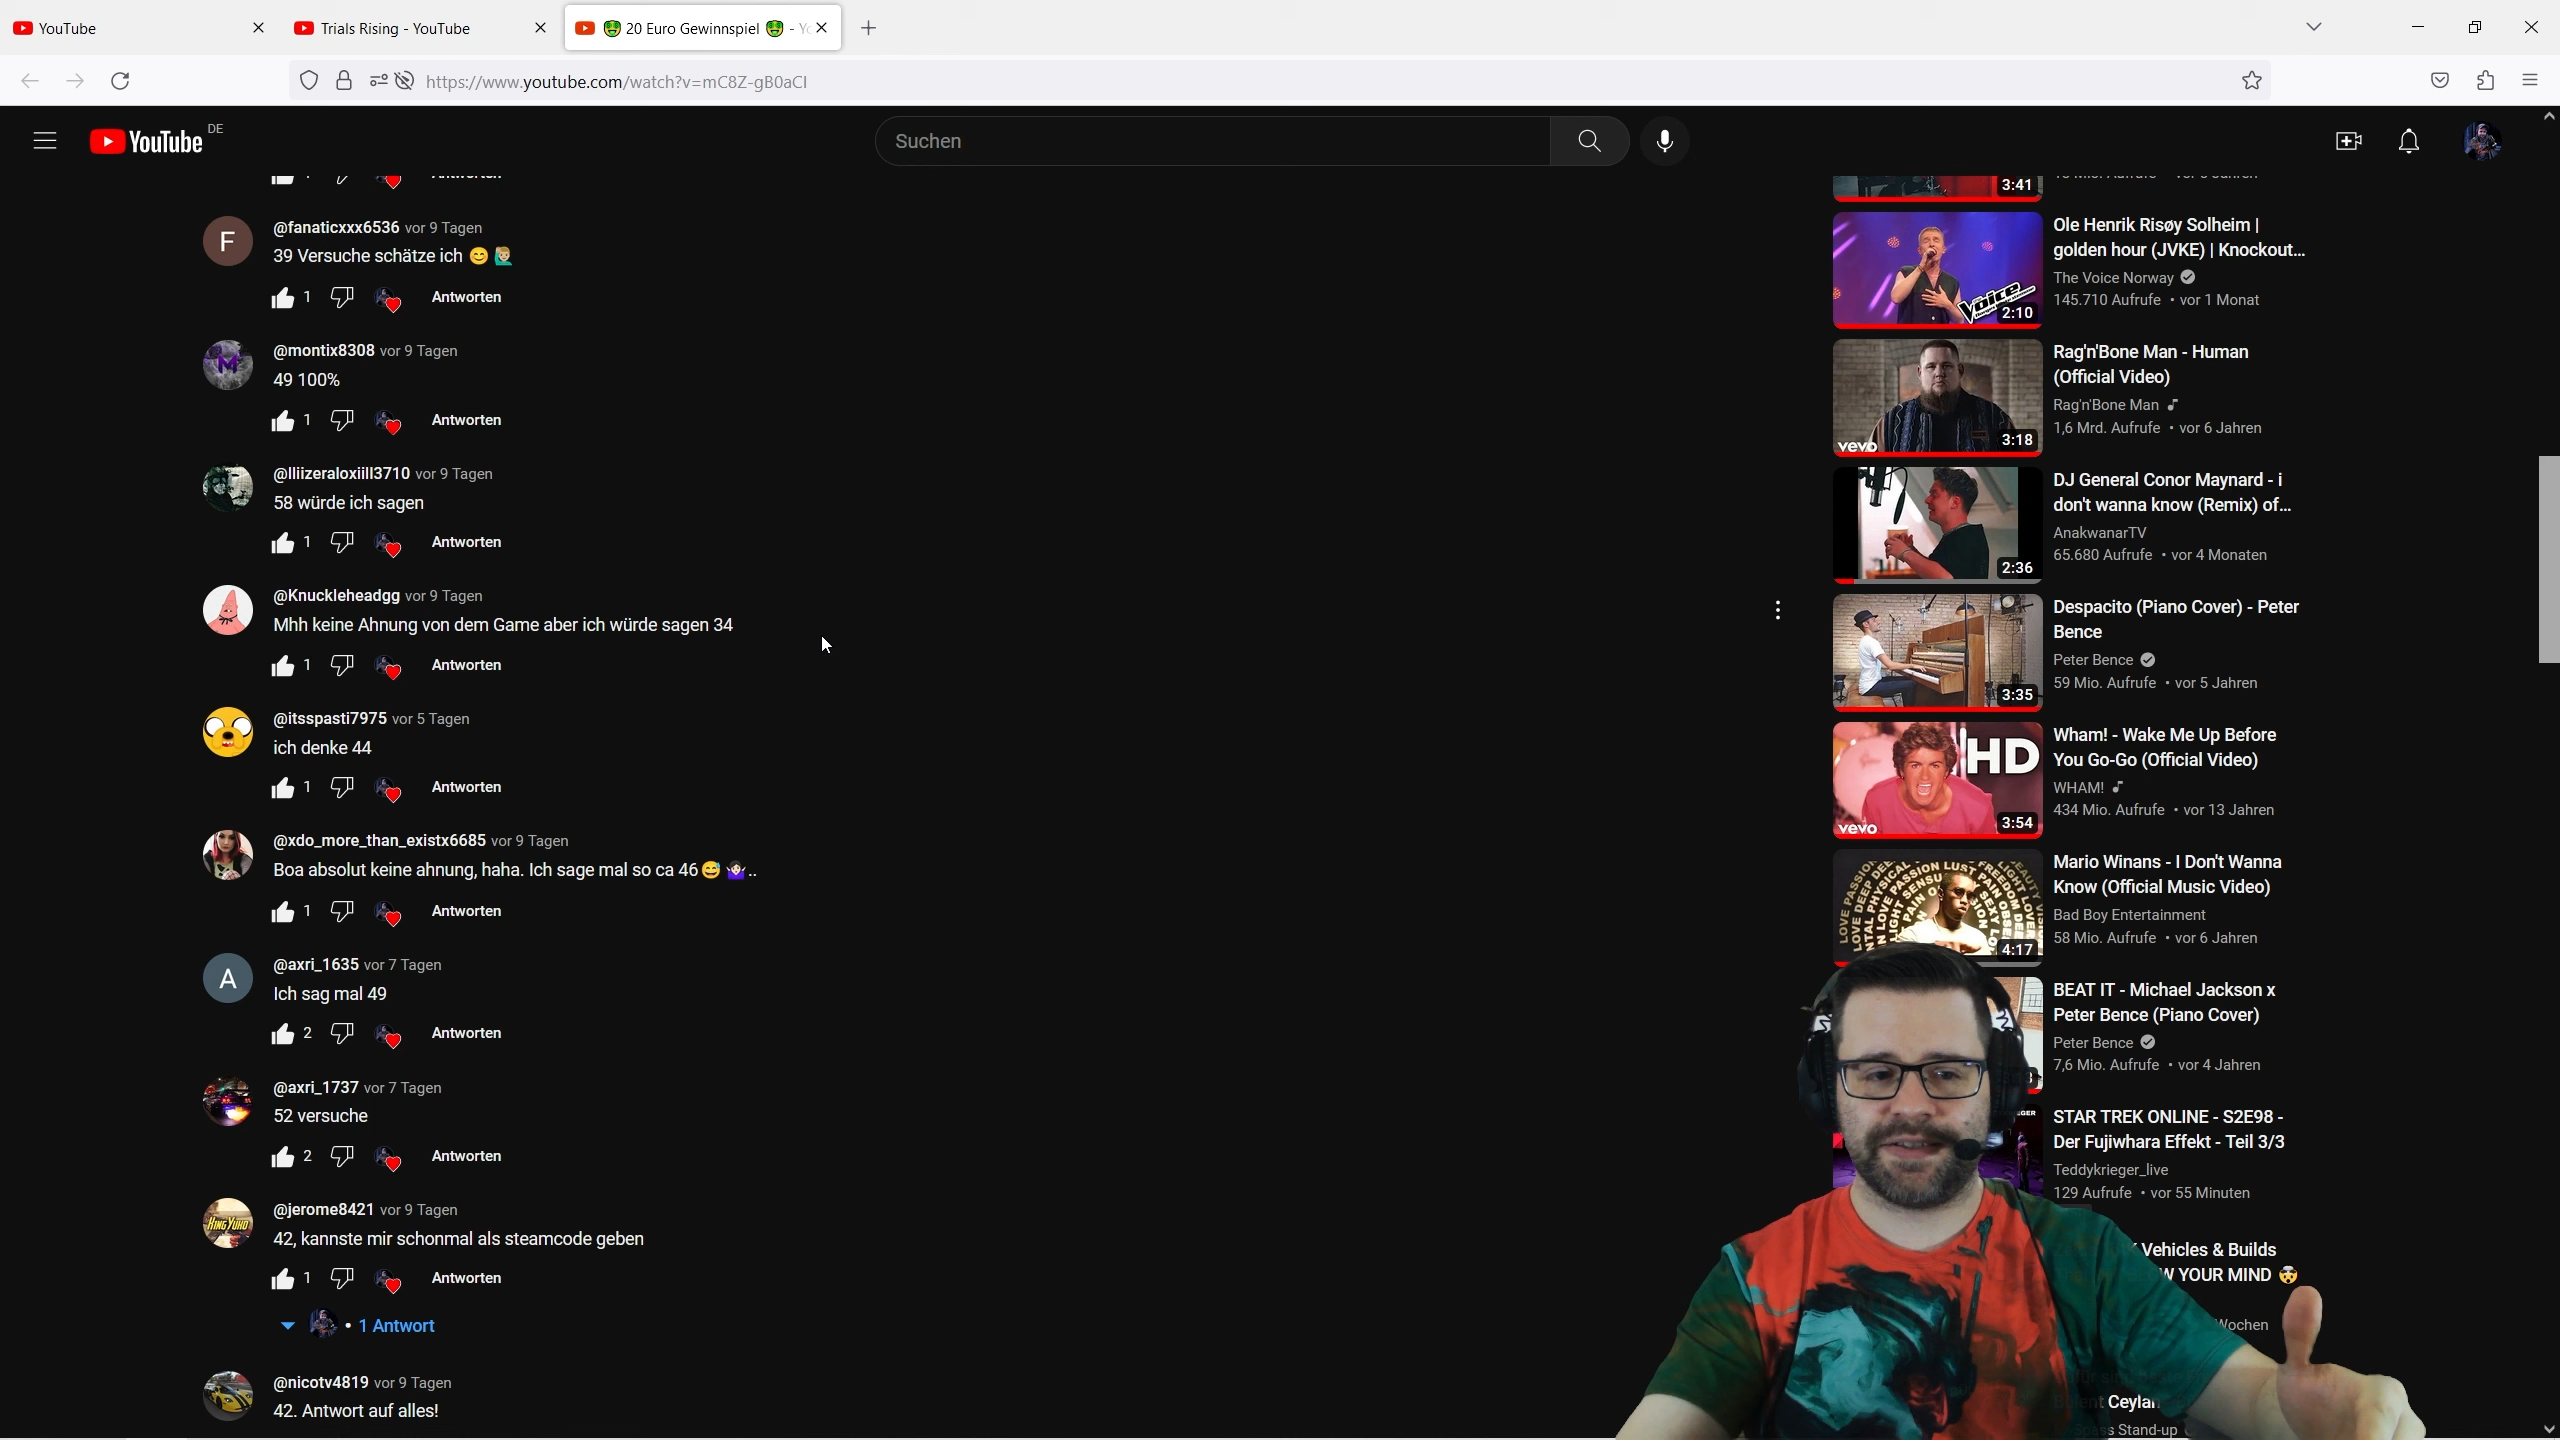 YouTube
Trials Rising - YouTube
20 Euro Gewinnspiel
https://www.youtube.com/watch?v=mC8Z-gB0aCI
YouTube
DE
Suchen
@fanaticxxx6536 vor 9 Tagen
39 Versuche schätze ich 😊 🙋🏼‍♂️
1 Antworten
@montix8308 vor 9 Tagen
49 100%
1 Antworten
@lliizeraloxiill3710 vor 9 Tagen
58 würde ich sagen
1 Antworten
@Knuckleheadgg vor 9 Tagen
Mhh keine Ahnung von dem Game aber ich würde sagen 34
1 Antworten
@itsspasti7975 vor 5 Tagen
ich denke 44
1 Antworten
@xdo_more_than_existx6685 vor 9 Tagen
Boa absolut keine ahnung, haha. Ich sage mal so ca 46😅 🤷🏻‍♀️..
1 Antworten
A
@axri_1635 vor 7 Tagen
Ich sag mal 49
2 Antworten
@axri_1737 vor 7 Tagen
52 versuche
2 Antworten
@jerome8421 vor 9 Tagen
42, kannste mir schonmal als steamcode geben
1 Antworten
• 1 Antwort
@nicotv4819 vor 9 Tagen
42. Antwort auf alles!
F
M
KING YUHO
3:41
Ole Henrik Risøy Solheim |
golden hour (JVKE) | Knockout...
The Voice Norway
145.710 Aufrufe • vor 1 Monat
Voice
2:10
Rag'n'Bone Man - Human
(Official Video)
Rag'n'Bone Man
1,6 Mrd. Aufrufe • vor 6 Jahren
vevo
3:18
DJ General Conor Maynard - i
don't wanna know (Remix) of...
AnakwanarTV
65.680 Aufrufe • vor 4 Monaten
2:36
Despacito (Piano Cover) - Peter
Bence
Peter Bence
59 Mio. Aufrufe • vor 5 Jahren
3:35
Wham! - Wake Me Up Before
You Go-Go (Official Video)
WHAM!
434 Mio. Aufrufe • vor 13 Jahren
HD
vevo
3:54
Mario Winans - I Don't Wanna
Know (Official Music Video)
Bad Boy Entertainment
58 Mio. Aufrufe • vor 6 Jahren
4:17
BEAT IT - Michael Jackson x
Peter Bence (Piano Cover)
Peter Bence
7,6 Mio. Aufrufe • vor 4 Jahren
STAR TREK ONLINE - S2E98 -
Der Fujiwhara Effekt - Teil 3/3
Teddykrieger_live
129 Aufrufe • vor 55 Minuten
Vehicles & Builds
YOUR MIND 🤯
Wochen
Ceylan
Stand-up